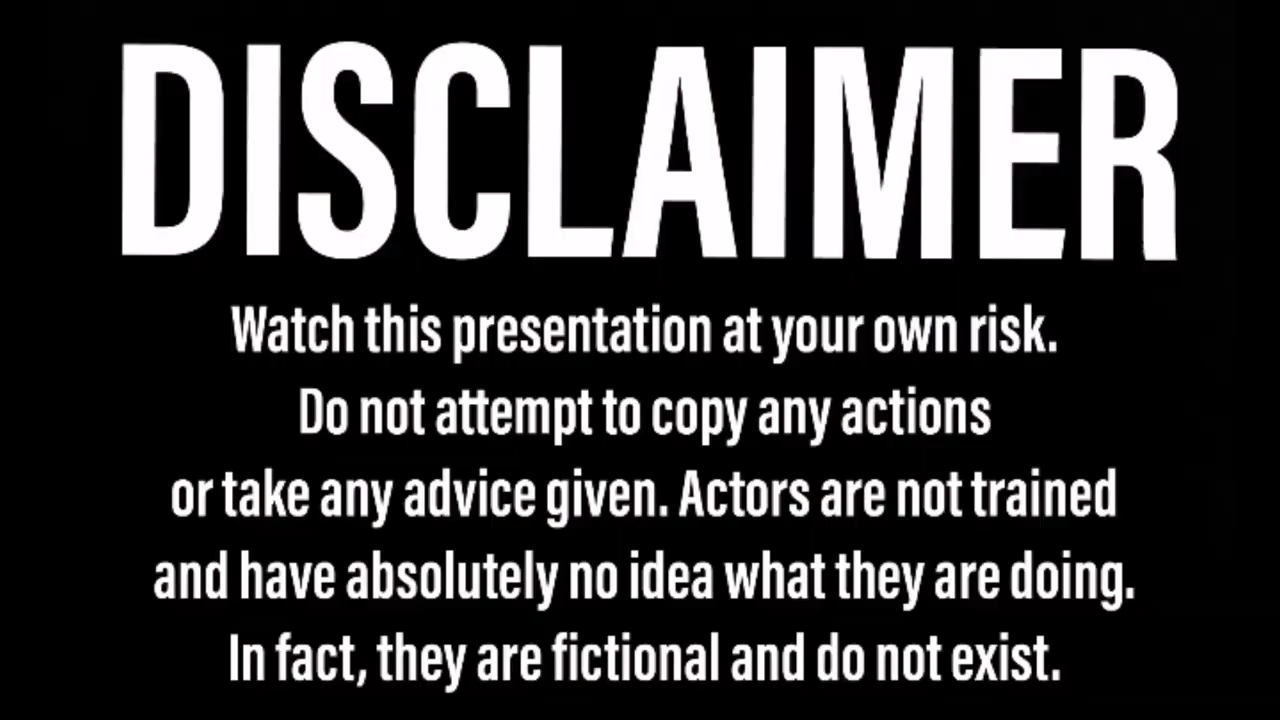 DISCLAIMER
Watch this presentation at your own risk.
Do not attempt to copy any actions
or take any advice given. Actors are not trained
and have absolutely no idea what they are doing.
In fact, they are fictional and do not exist.